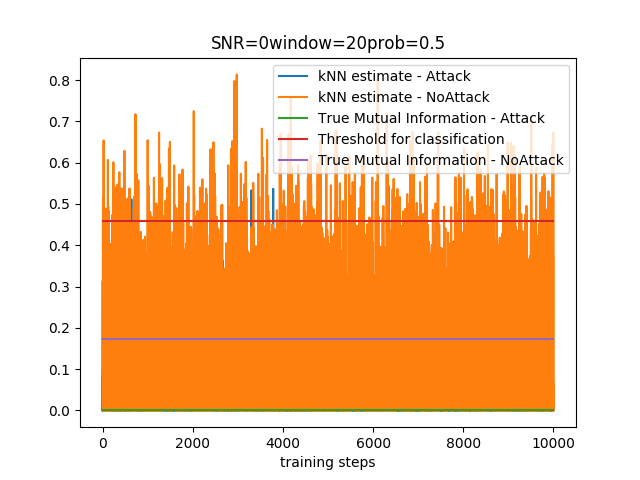 SNR=0window=20prob=0.5
kNN estimate - Attack
kNN estimate - NoAttack
True Mutual Information - Attack
Threshold for classification
True Mutual Information - NoAttack
0.8
0.7
0.6
0.5
0.4
0.3
0.2
0.1
0.0
0 2000 4000 6000 8000 10000
training steps